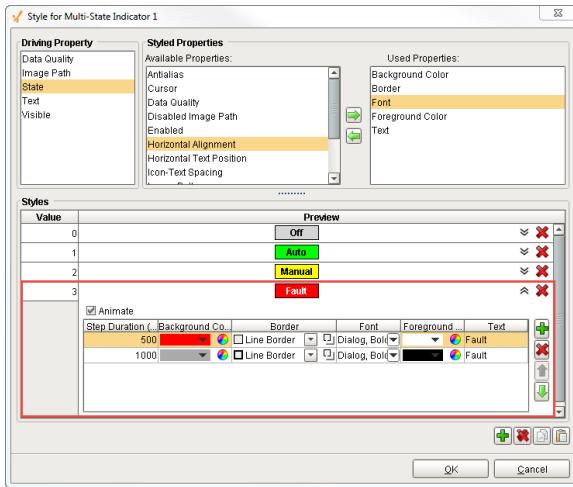 Style for Multi-State Indicator 1
Driving Property
Data Quality
Image Path
State
Text
Visible
Styled Properties
Available Properties:
Antialias
Cursor
Data Quality
Disabled Image Path
Enabled
Horizontal Alignment
Horizontal Text Position
Icon-Text Spacing
Used Properties:
Background Color
Border
Font
Foreground Color
Text
Styles
Value Preview
0 Off
1 Auto
2 Manual
3 Fault
Animate
Step Duration (... Background Co... Border Font Foreground ... Text
500 Line Border Dialog, Bold Fault
1000 Line Border Dialog, Bold Fault
OK Cancel